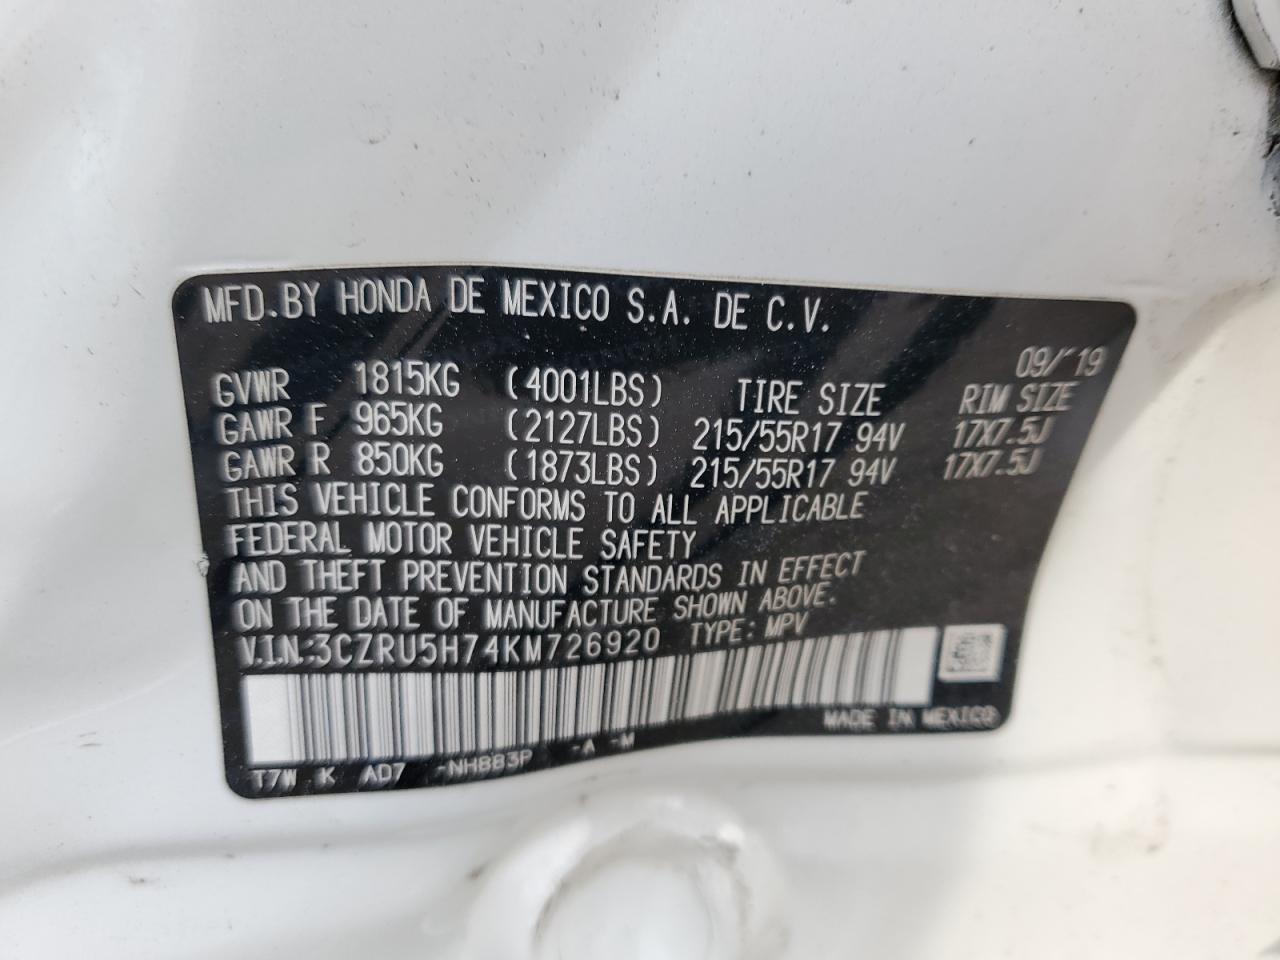 MFD.BY HONDA DE MEXICO S.A. DE C.V.
09/'19
GVWR 1815KG (4001LBS) TIRE SIZE RIM SIZE
GAWR F 965KG (2127LBS) 215/55R17 94V 17X7.5J
GAWR R 850KG (1873LBS) 215/55R17 94V 17X7.5J
THIS VEHICLE CONFORMS TO ALL APPLICABLE
FEDERAL MOTOR VEHICLE SAFETY
AND THEFT PREVENTION STANDARDS IN EFFECT
ON THE DATE OF MANUFACTURE SHOWN ABOVE.
V.I.N.:3CZRU5H74KM726920 TYPE: MPV
MADE IN MEXICO
T7W K AD7 -NH883P -A -M